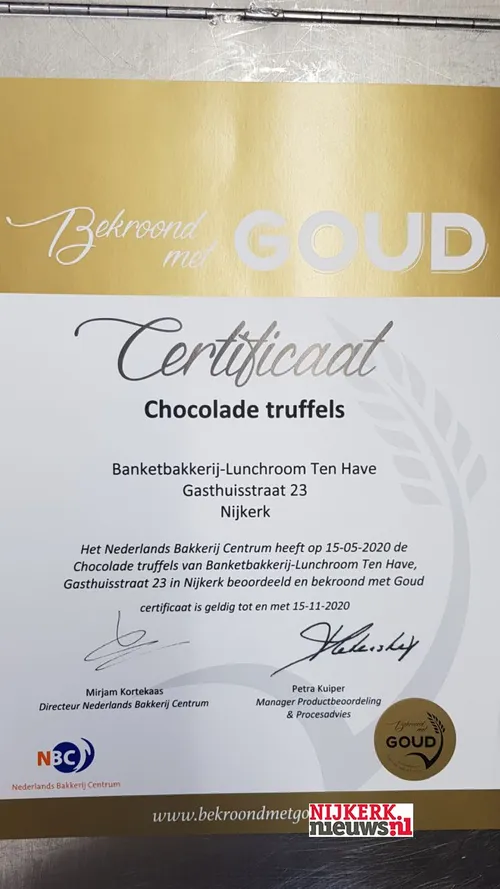 Bekroond
met GOUD
Certificaat
Chocolade truffels
Banketbakkerij-Lunchroom Ten Have
Gasthuisstraat 23
Nijkerk
Het Nederlands Bakkerij Centrum heeft op 15-05-2020 de
Chocolade truffels van Banketbakkerij-Lunchroom Ten Have,
Gasthuisstraat 23 in Nijkerk beoordeeld en bekroond met Goud
certificaat is geldig tot en met 15-11-2020
Mirjam Kortekaas
Directeur Nederlands Bakkerij Centrum
Petra Kuiper
Manager Productbeoordeling
& Procesadvies
Bekroond
met
GOUD
NBC
Nederlands Bakkerij Centrum
www.bekroondmetgo
NIJKERK
nieuws.nl